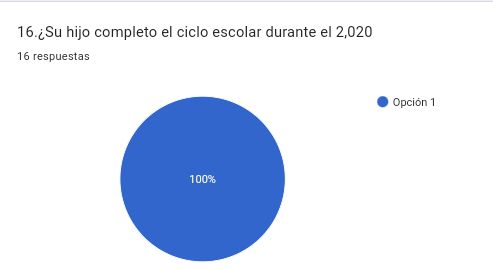 16.¿Su hijo completo el ciclo escolar durante el 2,020
16 respuestas
Opción 1
100%